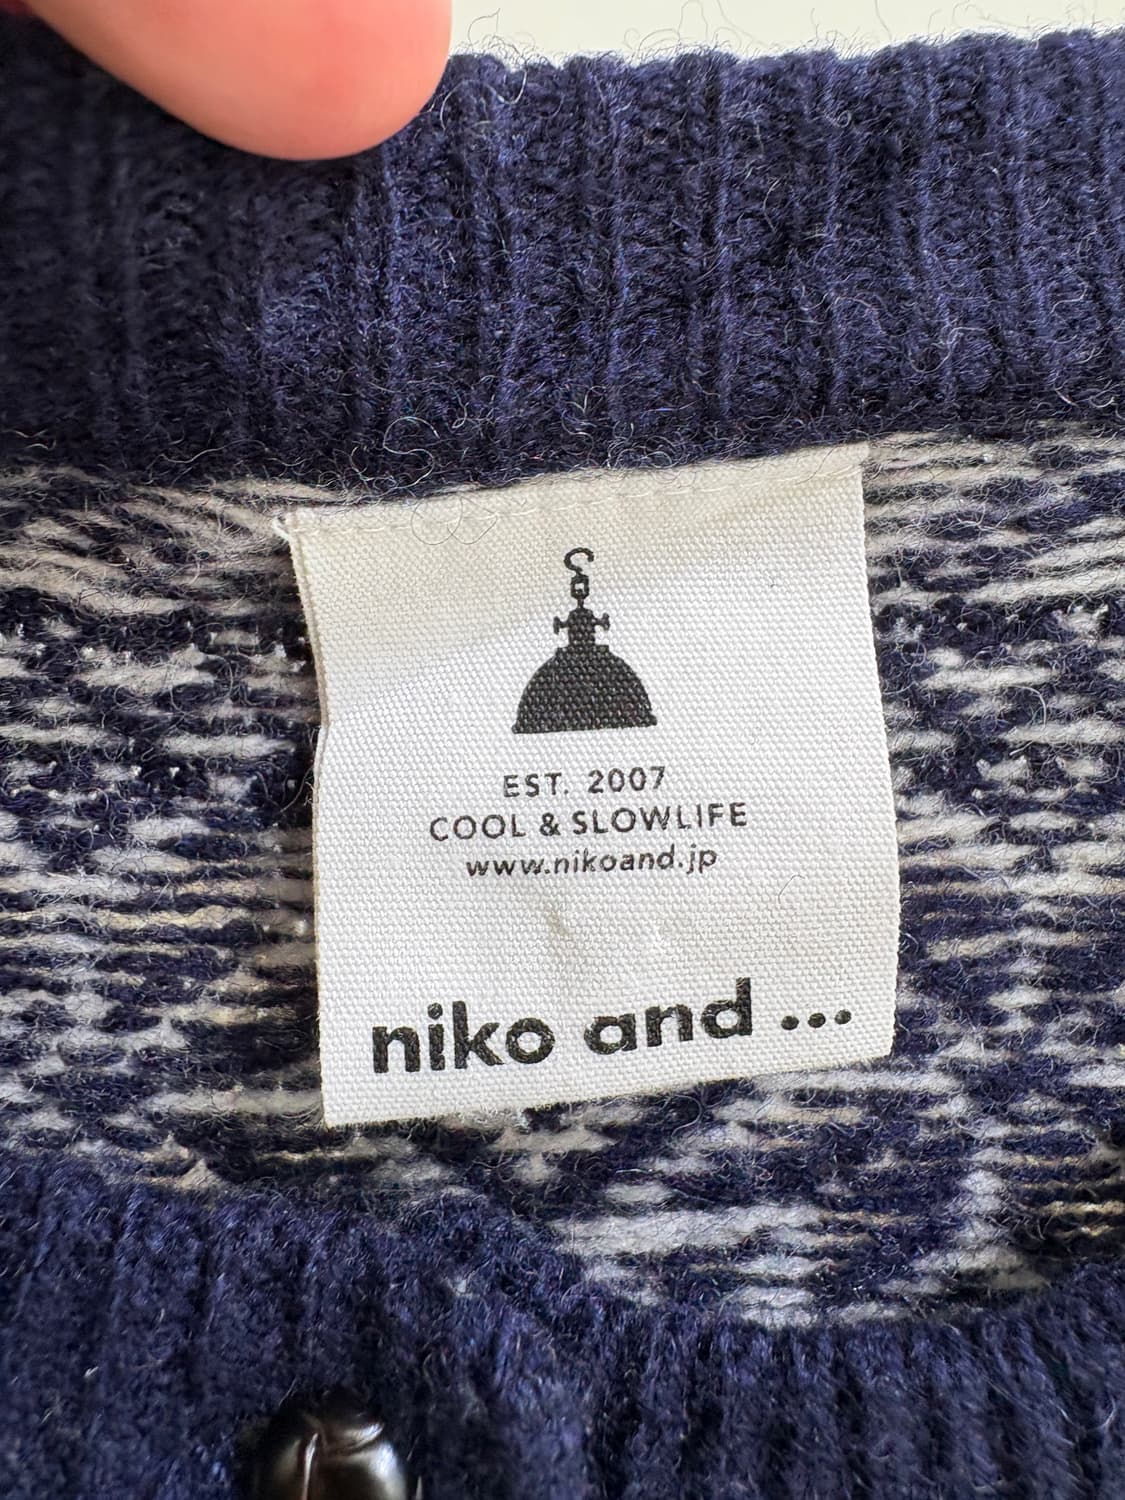 EST. 2007
COOL & SLOWLIFE
www.nikoand.jp
niko and ...